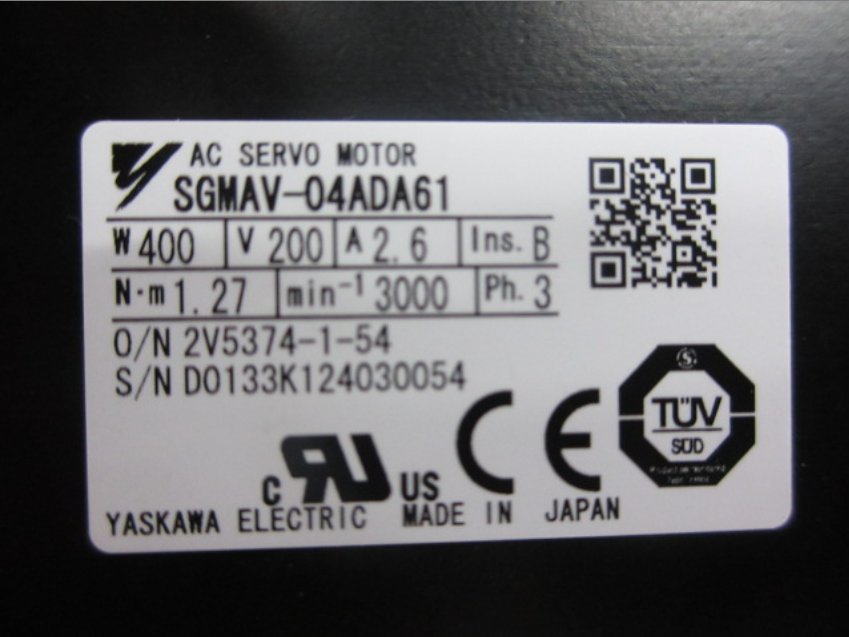 AC SERVO MOTOR
SGMAV-04ADA61
W 400 V 200 A 2.6 Ins. B
N·m 1.27 min⁻¹ 3000 Ph. 3
O/N 2V5374-1-54
S/N D0133K124030054
TÜV
SÜD
C US CE
YASKAWA ELECTRIC MADE IN JAPAN